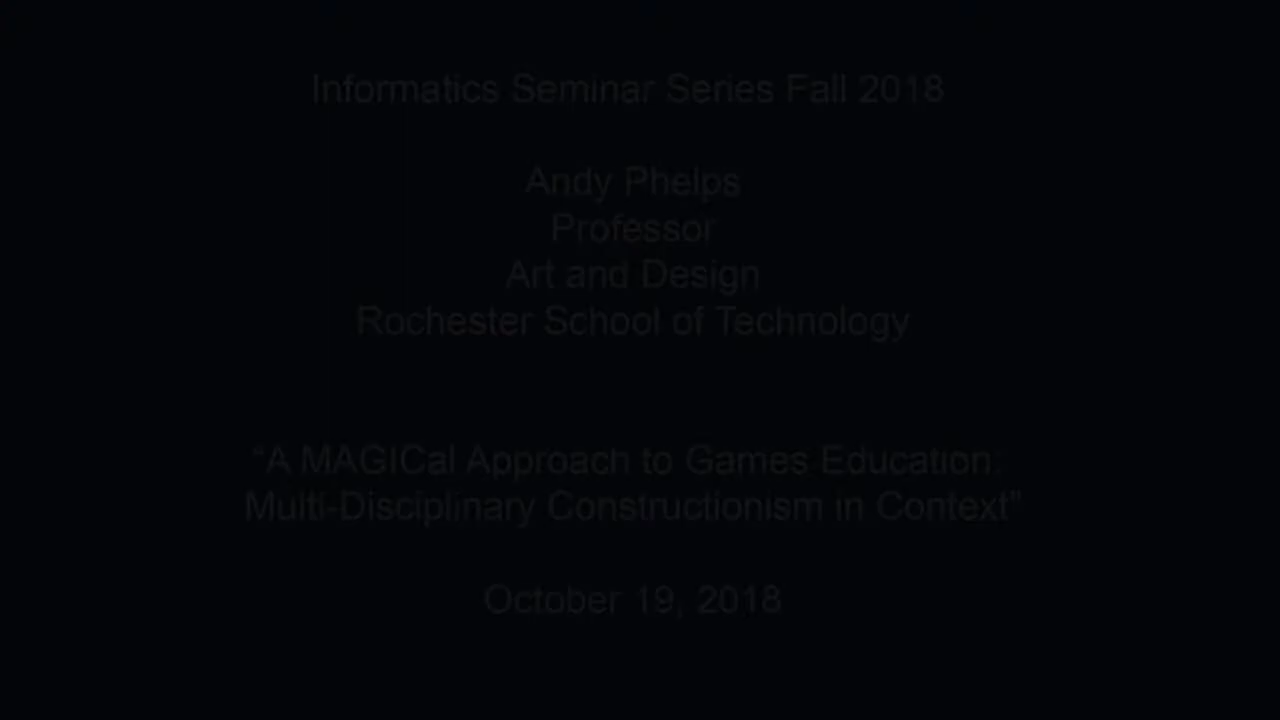 Informatics Seminar Series Fall 2018
Andy Phelps
Professor
Art and Design
Rochester School of Technology
"A MAGICal Approach to Games Education:
Multi-Disciplinary Constructionism in Context"
October 19, 2018